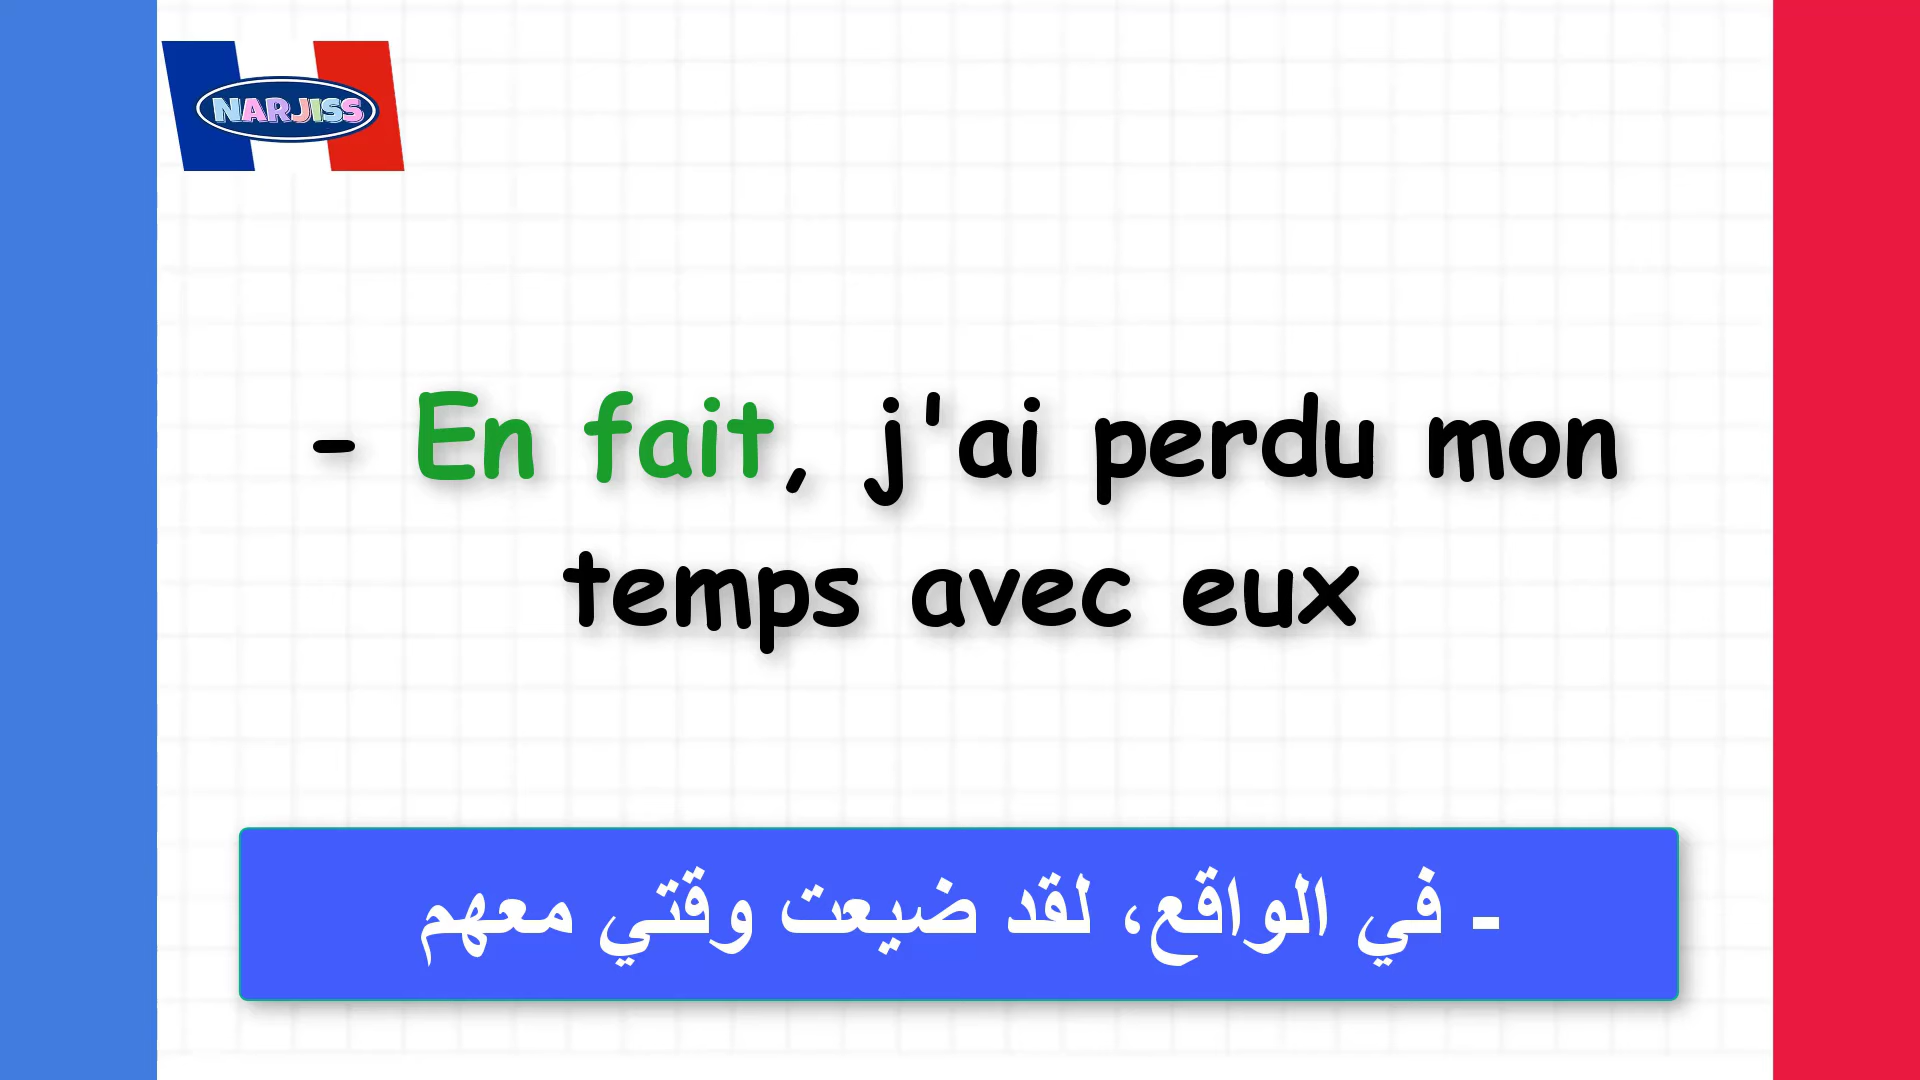 NARJISS
- En fait, j'ai perdu mon
temps avec eux
- في الواقع، لقد ضيعت وقتي معهم